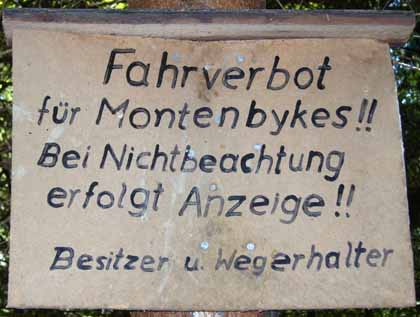 Fahrverbot
für Montenbykes!!
Bei Nichtbeachtung
erfolgt Anzeige!!
Besitzer u. Wegerhalter